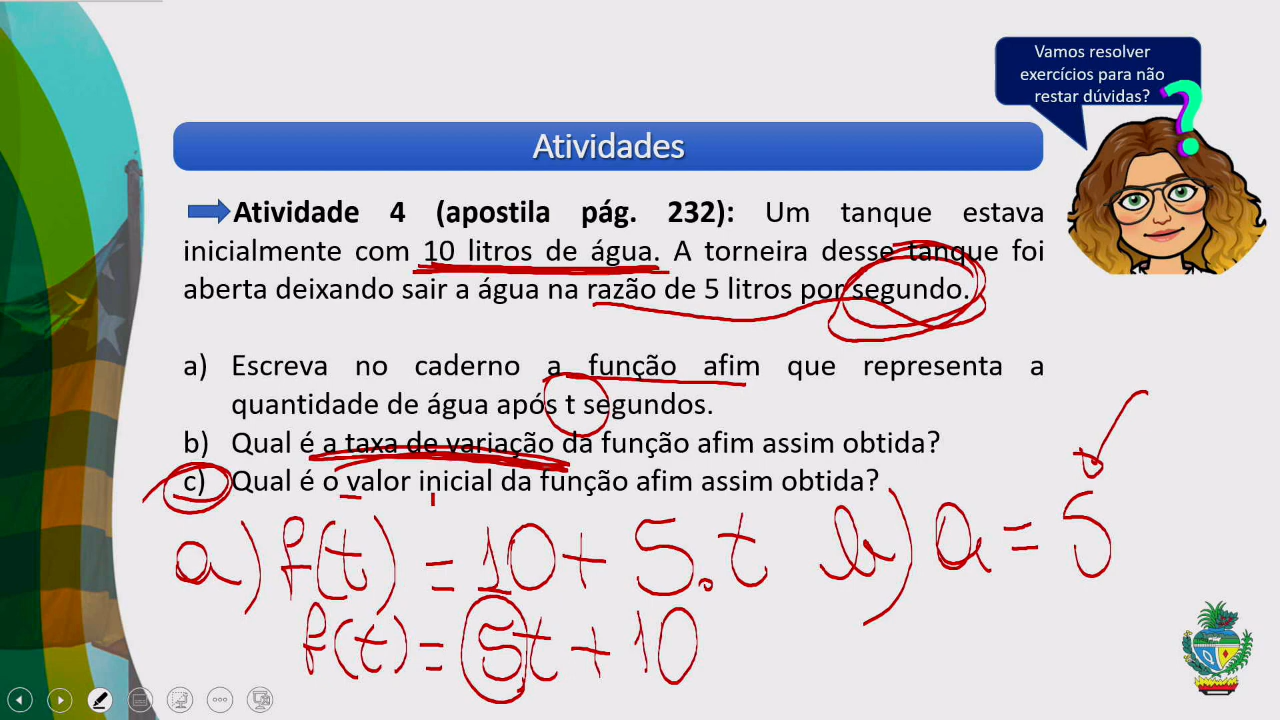 Vamos resolver
exercícios para não
restar dúvidas?
Atividades
Atividade 4 (apostila pág. 232): Um tanque estava
inicialmente com 10 litros de água. A torneira desse tanque foi
aberta deixando sair a água na razão de 5 litros por segundo.
a) Escreva no caderno a função afim que representa a
quantidade de água após t segundos.
b) Qual é a taxa de variação da função afim assim obtida?
c) Qual é o valor inicial da função afim assim obtida?
a) f(t) = 10 + 5.t b) a = 5
f(t) = 5t + 10